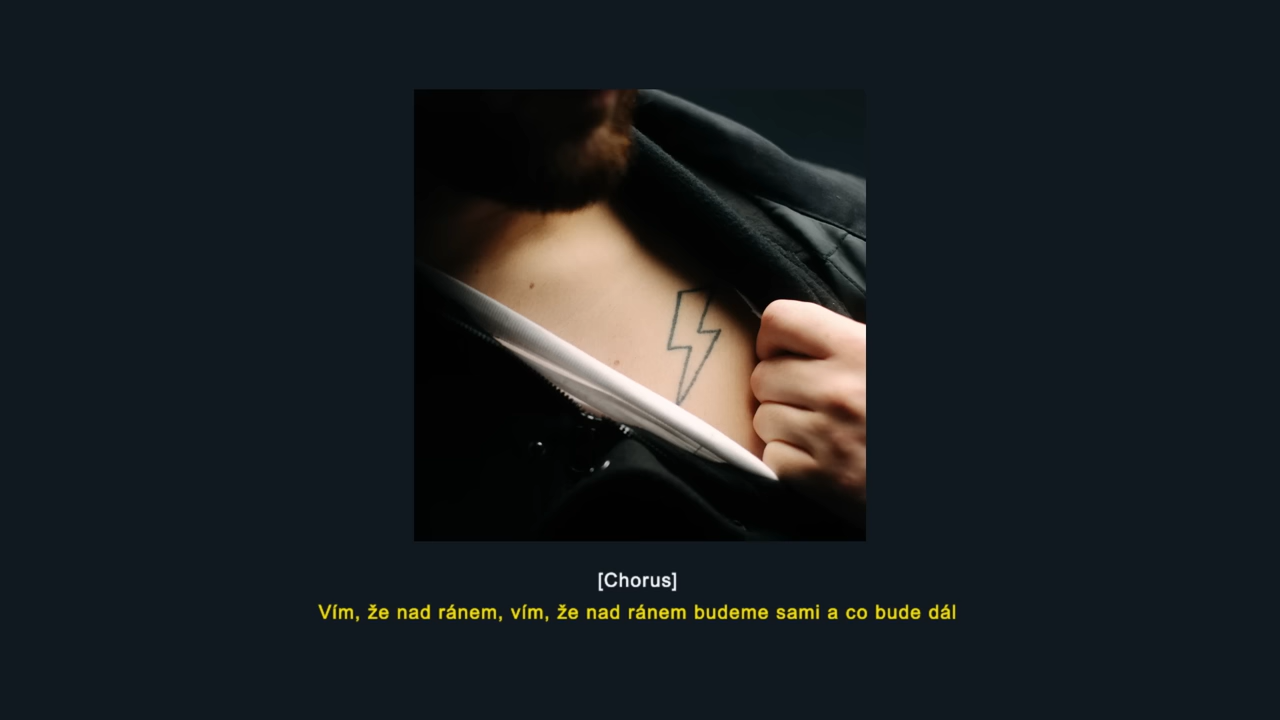 [Chorus]
Vím, že nad ránem, vím, že nad ránem budeme sami a co bude dál